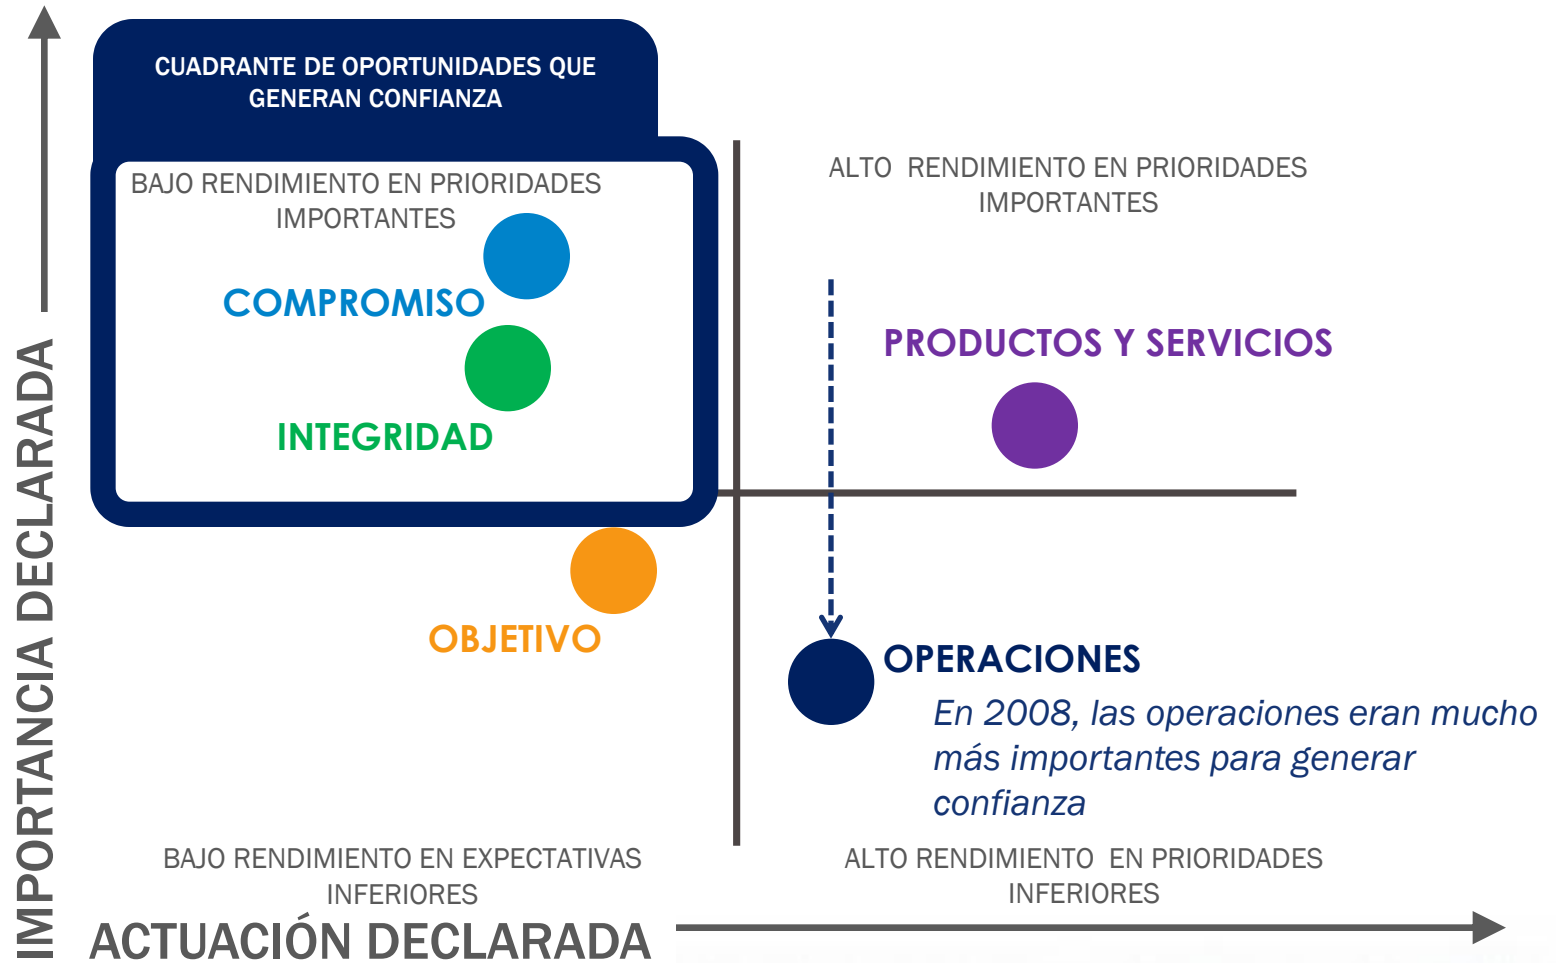 CUADRANTE DE OPORTUNIDADES QUE
GENERAN CONFIANZA
BAJO RENDIMIENTO EN PRIORIDADES
IMPORTANTES
ALTO RENDIMIENTO EN PRIORIDADES
IMPORTANTES
COMPROMISO
PRODUCTOS Y SERVICIOS
INTEGRIDAD
OBJETIVO
OPERACIONES
En 2008, las operaciones eran mucho
más importantes para generar
confianza
BAJO RENDIMIENTO EN EXPECTATIVAS
INFERIORES
ALTO RENDIMIENTO EN PRIORIDADES
INFERIORES
IMPORTANCIA DECLARADA
ACTUACIÓN DECLARADA